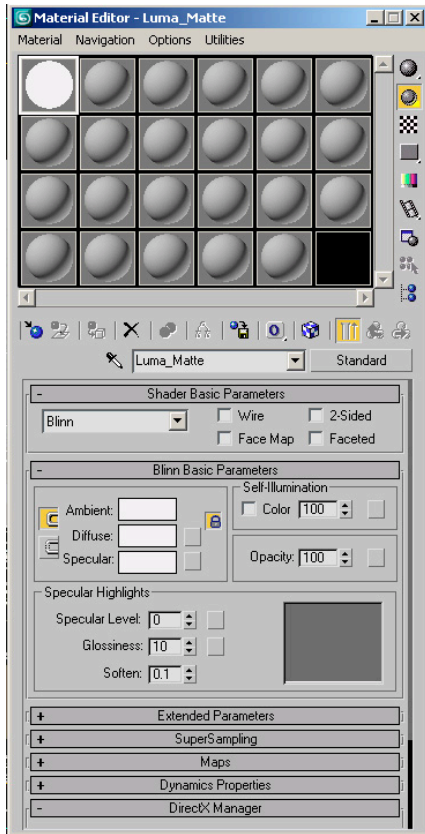 Material Editor - Luma_Matte
Material Navigation Options Utilities
Luma_Matte Standard
- Shader Basic Parameters
Blinn Wire 2-Sided
Face Map Faceted
- Blinn Basic Parameters
Self-Illumination
Ambient: Color 100
Diffuse:
Specular: Opacity: 100
Specular Highlights
Specular Level: 0
Glossiness: 10
Soften: 0.1
+ Extended Parameters
+ SuperSampling
+ Maps
+ Dynamics Properties
- DirectX Manager